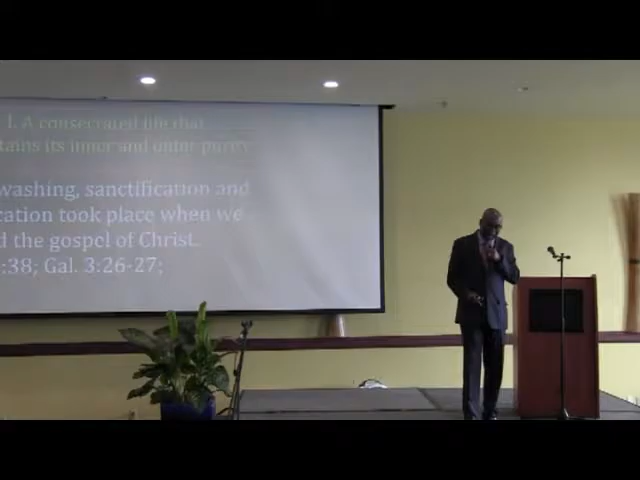 I. A consecrated life that
tains its inner and outer purity
washing, sanctification and
cation took place when we
d the gospel of Christ.
:38; Gal. 3:26-27;